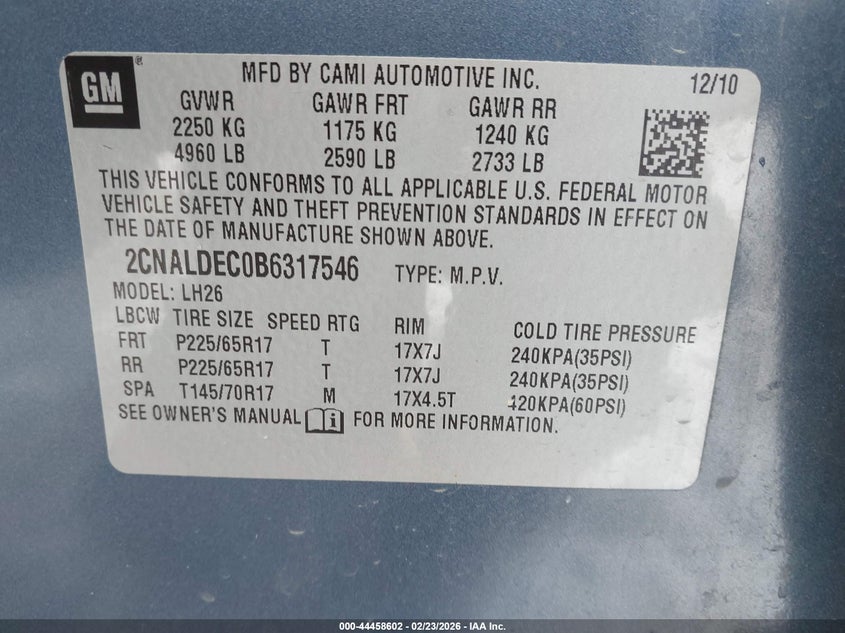 GM
MFD BY CAMI AUTOMOTIVE INC. 12/10
GVWR GAWR FRT GAWR RR
2250 KG 1175 KG 1240 KG
4960 LB 2590 LB 2733 LB
THIS VEHICLE CONFORMS TO ALL APPLICABLE U.S. FEDERAL MOTOR
VEHICLE SAFETY AND THEFT PREVENTION STANDARDS IN EFFECT ON
THE DATE OF MANUFACTURE SHOWN ABOVE.
2CNALDEC0B6317546 TYPE: M.P.V.
MODEL: LH26
LBCW TIRE SIZE SPEED RTG RIM COLD TIRE PRESSURE
FRT P225/65R17 T 17X7J 240KPA(35PSI)
RR P225/65R17 T 17X7J 240KPA(35PSI)
SPA T145/70R17 M 17X4.5T 420KPA(60PSI)
SEE OWNER'S MANUAL FOR MORE INFORMATION.
000-44458602 - 02/23/2026 - IAA Inc.